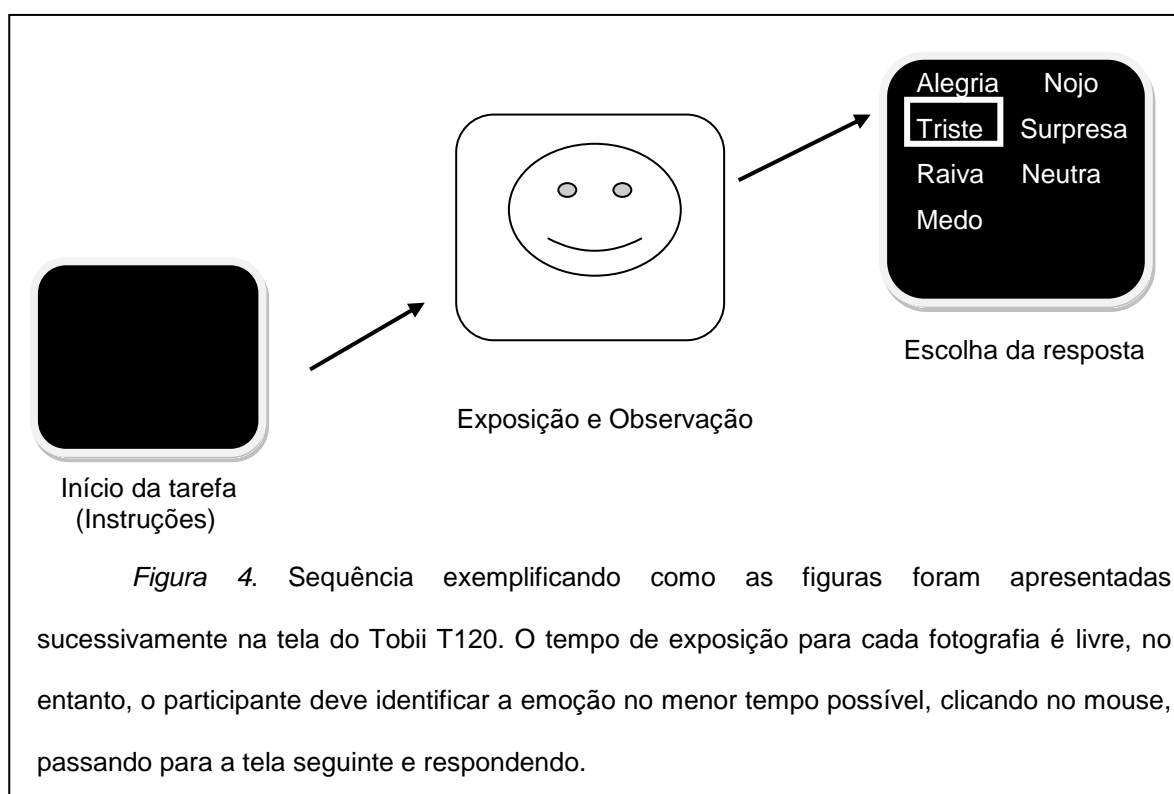 Alegria Nojo
Triste Surpresa
Raiva Neutra
Medo
Escolha da resposta
Exposição e Observação
Início da tarefa
(Instruções)
Figura 4. Sequência exemplificando como as figuras foram apresentadas
sucessivamente na tela do Tobii T120. O tempo de exposição para cada fotografia é livre, no
entanto, o participante deve identificar a emoção no menor tempo possível, clicando no mouse,
passando para a tela seguinte e respondendo.